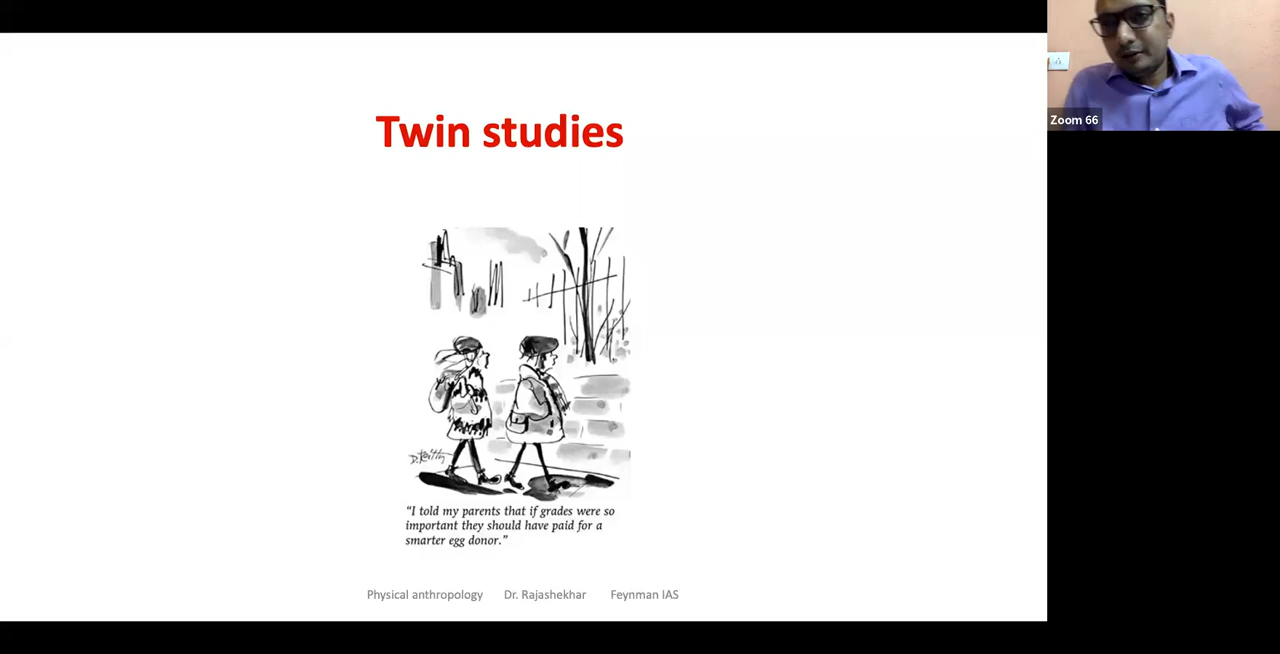 Twin studies
Zoom 66
“I told my parents that if grades were so
important they should have paid for a
smarter egg donor.”
Physical anthropology Dr. Rajashekhar Feynman IAS